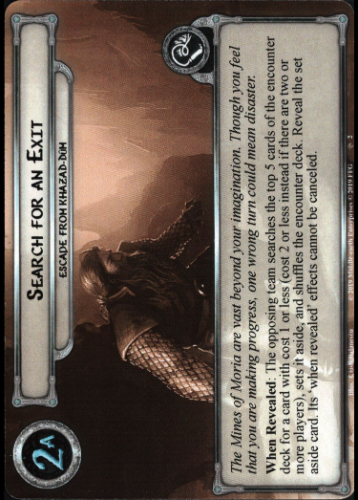 2A
SEARCH FOR AN EXIT
ESCAPE FROM KHAZAD-DÛM
The Mines of Moria are vast beyond your imagination. Though you feel
that you are making progress, one wrong turn could mean disaster.
When Revealed: The opposing team searches the top 5 cards of the encounter
deck for a card with cost 1 or less (cost 2 or less instead if there are two or
more players), sets it aside, and shuffles the encounter deck. Reveal the set
aside card. Its 'when revealed' effects cannot be canceled.
© 2019 Middle-earth Enterprises © 2019 FFG 2